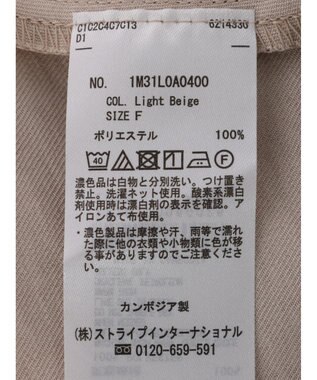 C1C2C4C7C13
D1
6214330
NO. 1M31L0A0400
COL. Light Beige
SIZE F
ポリエステル 100%
40
F
濃色品は白物と分別洗い。つけ置き
禁止。洗濯ネット使用。酸素系漂白
剤使用時は漂白剤の表示を確認。ア
イロンあて布使用。
・濃色製品は摩擦や汗、雨等で濡れ
た際に他の衣類や小物類に色が移
る事がありますのでご注意くださ
い。
カンボジア製
(株)ストライプインターナショナル
0120-659-591